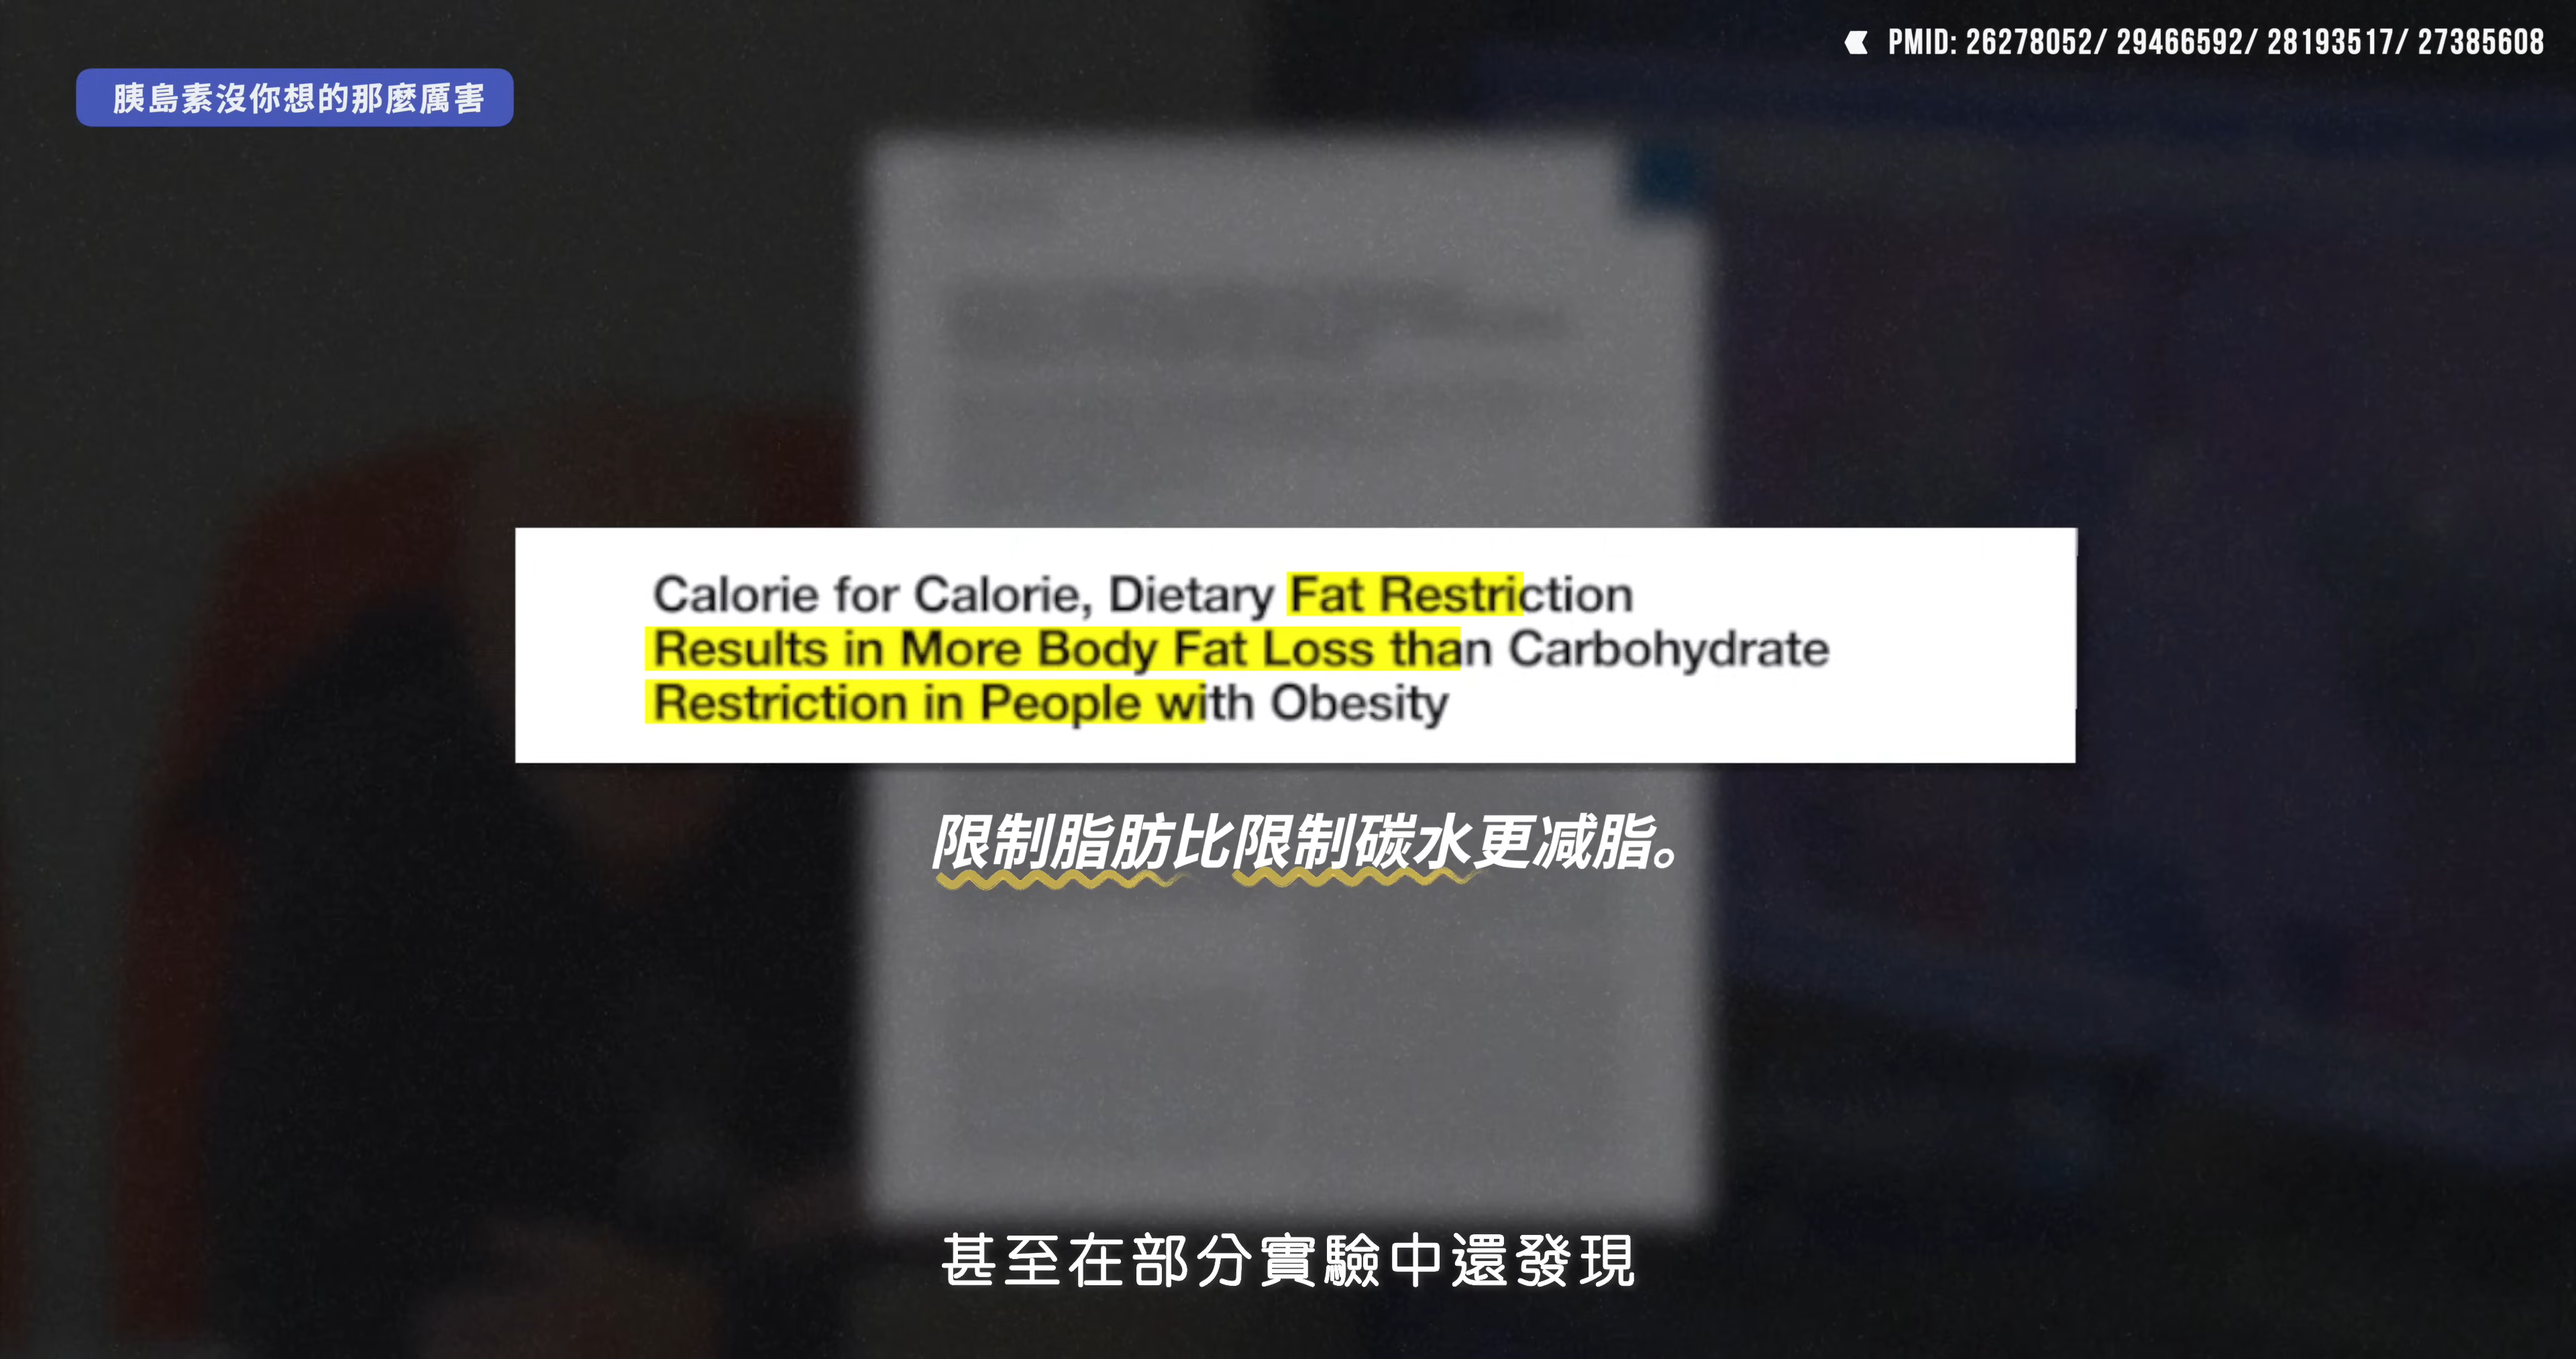 PMID: 26278052/ 29466592/ 28193517/ 27385608
胰島素沒你想的那麼厲害
Calorie for Calorie, Dietary Fat Restriction
Results in More Body Fat Loss than Carbohydrate
Restriction in People with Obesity
限制脂肪比限制碳水更减脂。
甚至在部分實驗中還發現